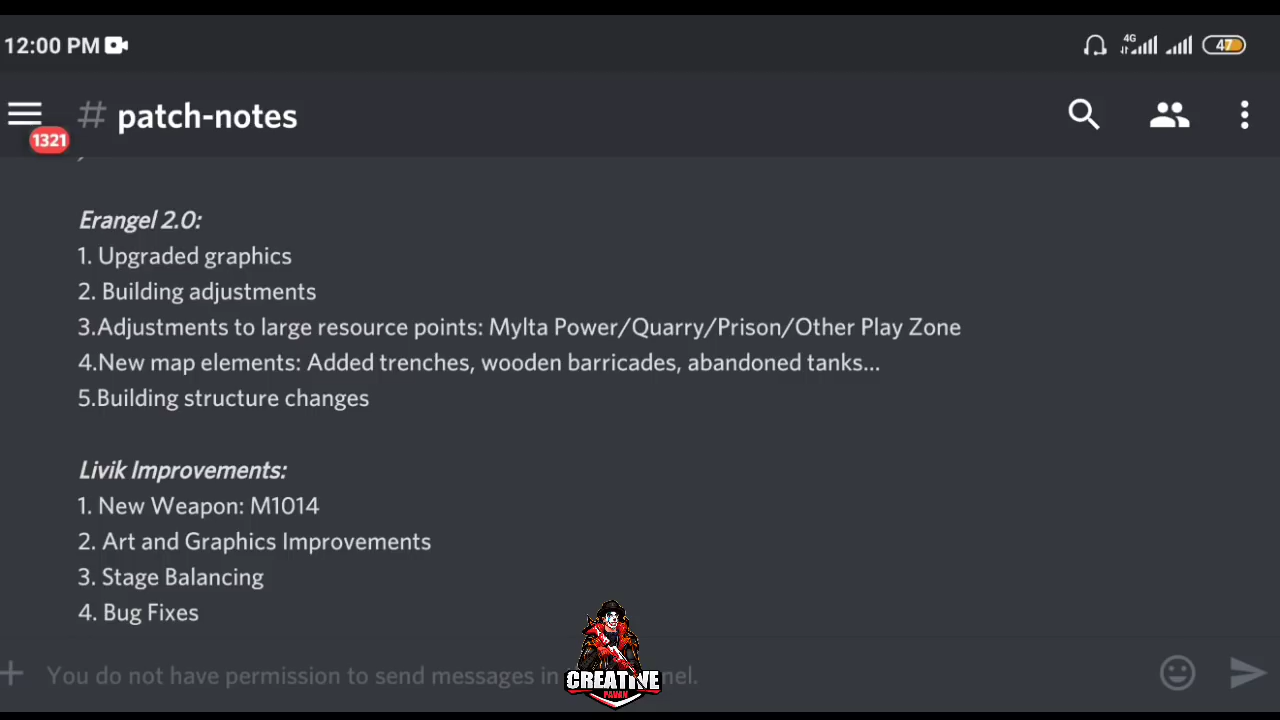 12:00 PM
4G
47
# patch-notes
1321
Erangel 2.0:
1. Upgraded graphics
2. Building adjustments
3.Adjustments to large resource points: Mylta Power/Quarry/Prison/Other Play Zone
4.New map elements: Added trenches, wooden barricades, abandoned tanks...
5.Building structure changes
Livik Improvements:
1. New Weapon: M1014
2. Art and Graphics Improvements
3. Stage Balancing
4. Bug Fixes
You do not have permission to send messages in nel.
CREATIVE
PAWAN